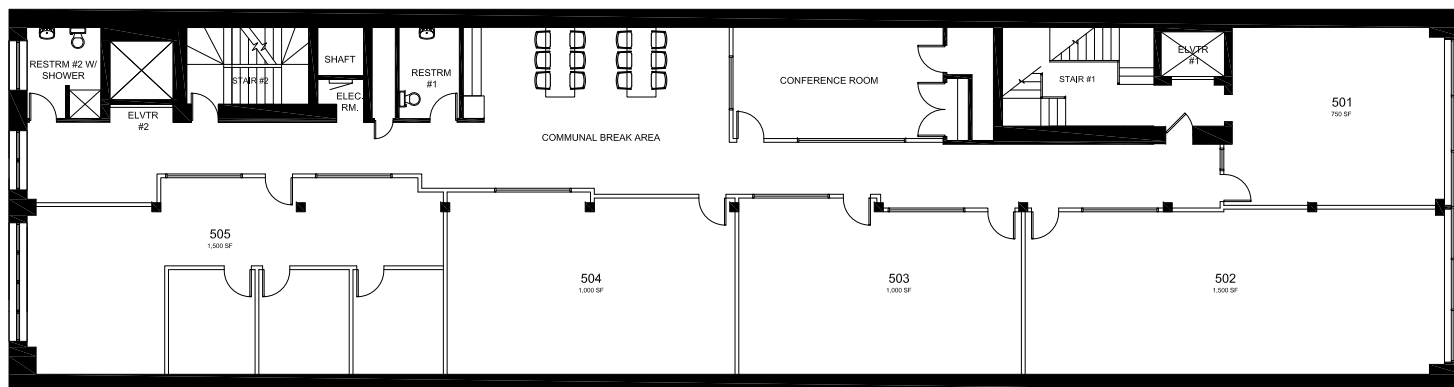 RESTRM #2 W/
SHOWER
ELVTR
#2
STAIR #2
SHAFT
ELEC.
RM.
RESTRM
#1
COMMUNAL BREAK AREA
CONFERENCE ROOM
STAIR #1
ELVTR
#1
501
750 SF
505
1,500 SF
504
1,000 SF
503
1,000 SF
502
1,500 SF